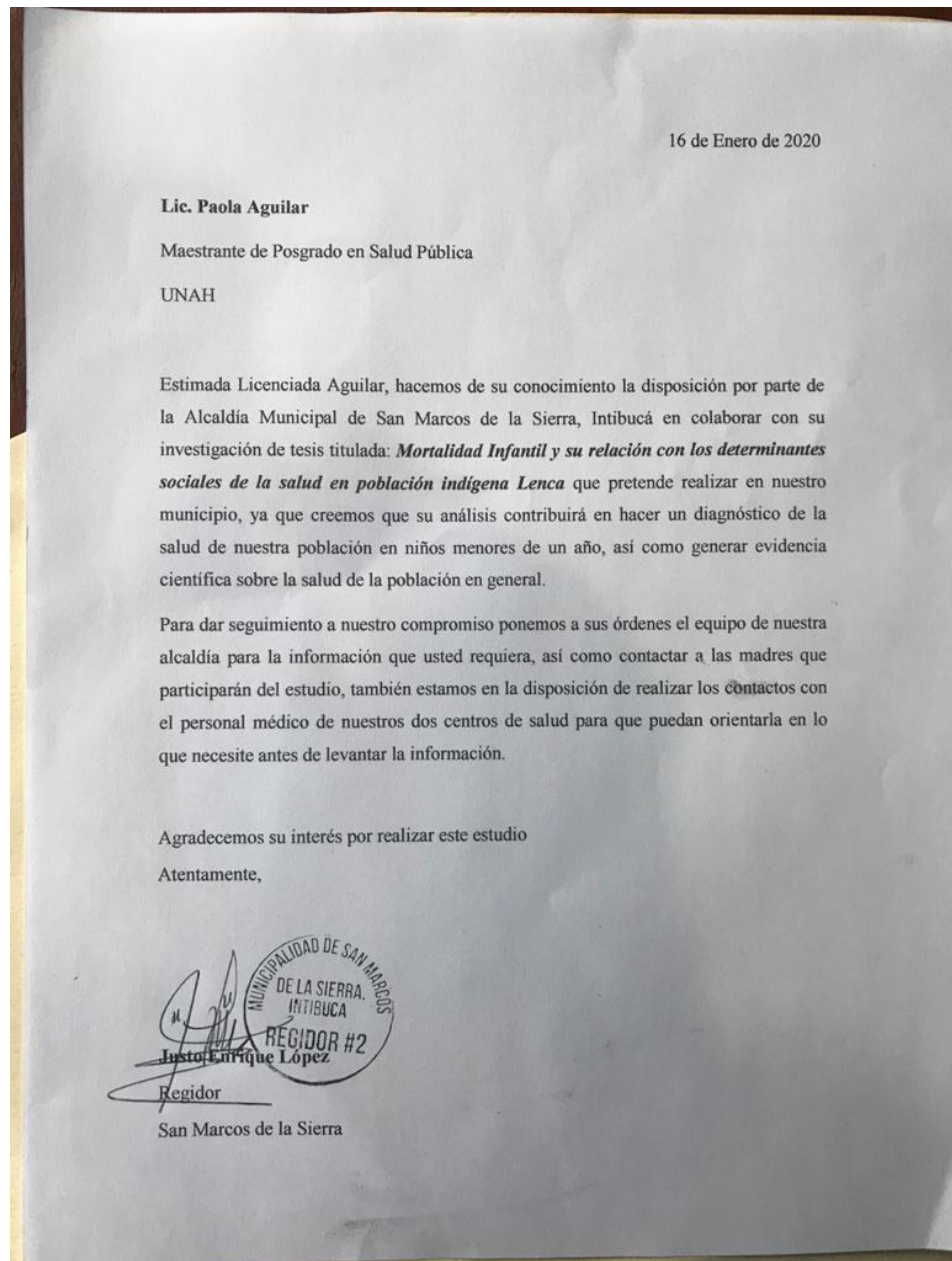 16 de Enero de 2020
Lic. Paola Aguilar
Maestrante de Posgrado en Salud Pública
UNAH
Estimada Licenciada Aguilar, hacemos de su conocimiento la disposición por parte de
la Alcaldía Municipal de San Marcos de la Sierra, Intibucá en colaborar con su
investigación de tesis titulada: Mortalidad Infantil y su relación con los determinantes
sociales de la salud en población indígena Lenca que pretende realizar en nuestro
municipio, ya que creemos que su análisis contribuirá en hacer un diagnóstico de la
salud de nuestra población en niños menores de un año, así como generar evidencia
científica sobre la salud de la población en general.
Para dar seguimiento a nuestro compromiso ponemos a sus órdenes el equipo de nuestra
alcaldía para la información que usted requiera, así como contactar a las madres que
participarán del estudio, también estamos en la disposición de realizar los contactos con
el personal médico de nuestros dos centros de salud para que puedan orientarla en lo
que necesite antes de levantar la información.
Agradecemos su interés por realizar este estudio
Atentamente,
MUNICIPALIDAD DE SAN MARCOS
DE LA SIERRA.
INTIBUCA
REGIDOR #2
Justo Enrique López
Regidor
San Marcos de la Sierra